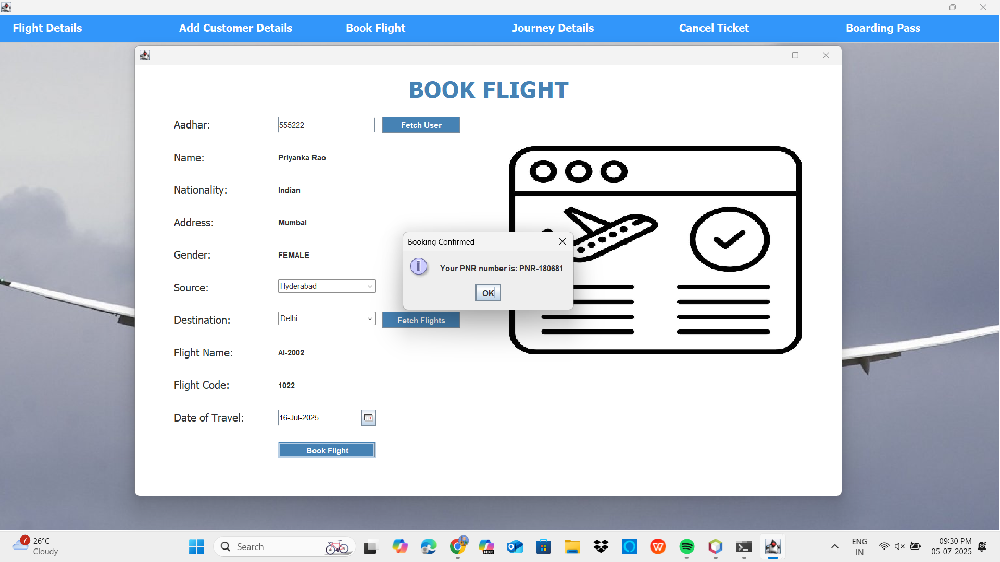 Flight Details Add Customer Details Book Flight Journey Details Cancel Ticket Boarding Pass
BOOK FLIGHT
Aadhar: 555222 Fetch User
Name: Priyanka Rao
Nationality: Indian
Address: Mumbai
Gender: FEMALE
Source: Hyderabad
Destination: Delhi Fetch Flights
Flight Name: AI-2002
Flight Code: 1022
Date of Travel: 16-Jul-2025
Book Flight
Booking Confirmed
Your PNR number is: PNR-180681
OK
7
26°C
Cloudy
Search
M365
ENG
IN
09:30 PM
05-07-2025